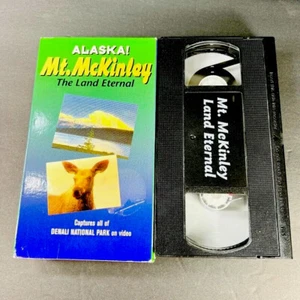 ALASKA!
Mt. McKinley
The Land Eternal
Captures all of
DENALI NATIONAL PARK on video
Mt. McKinley
Land Eternal